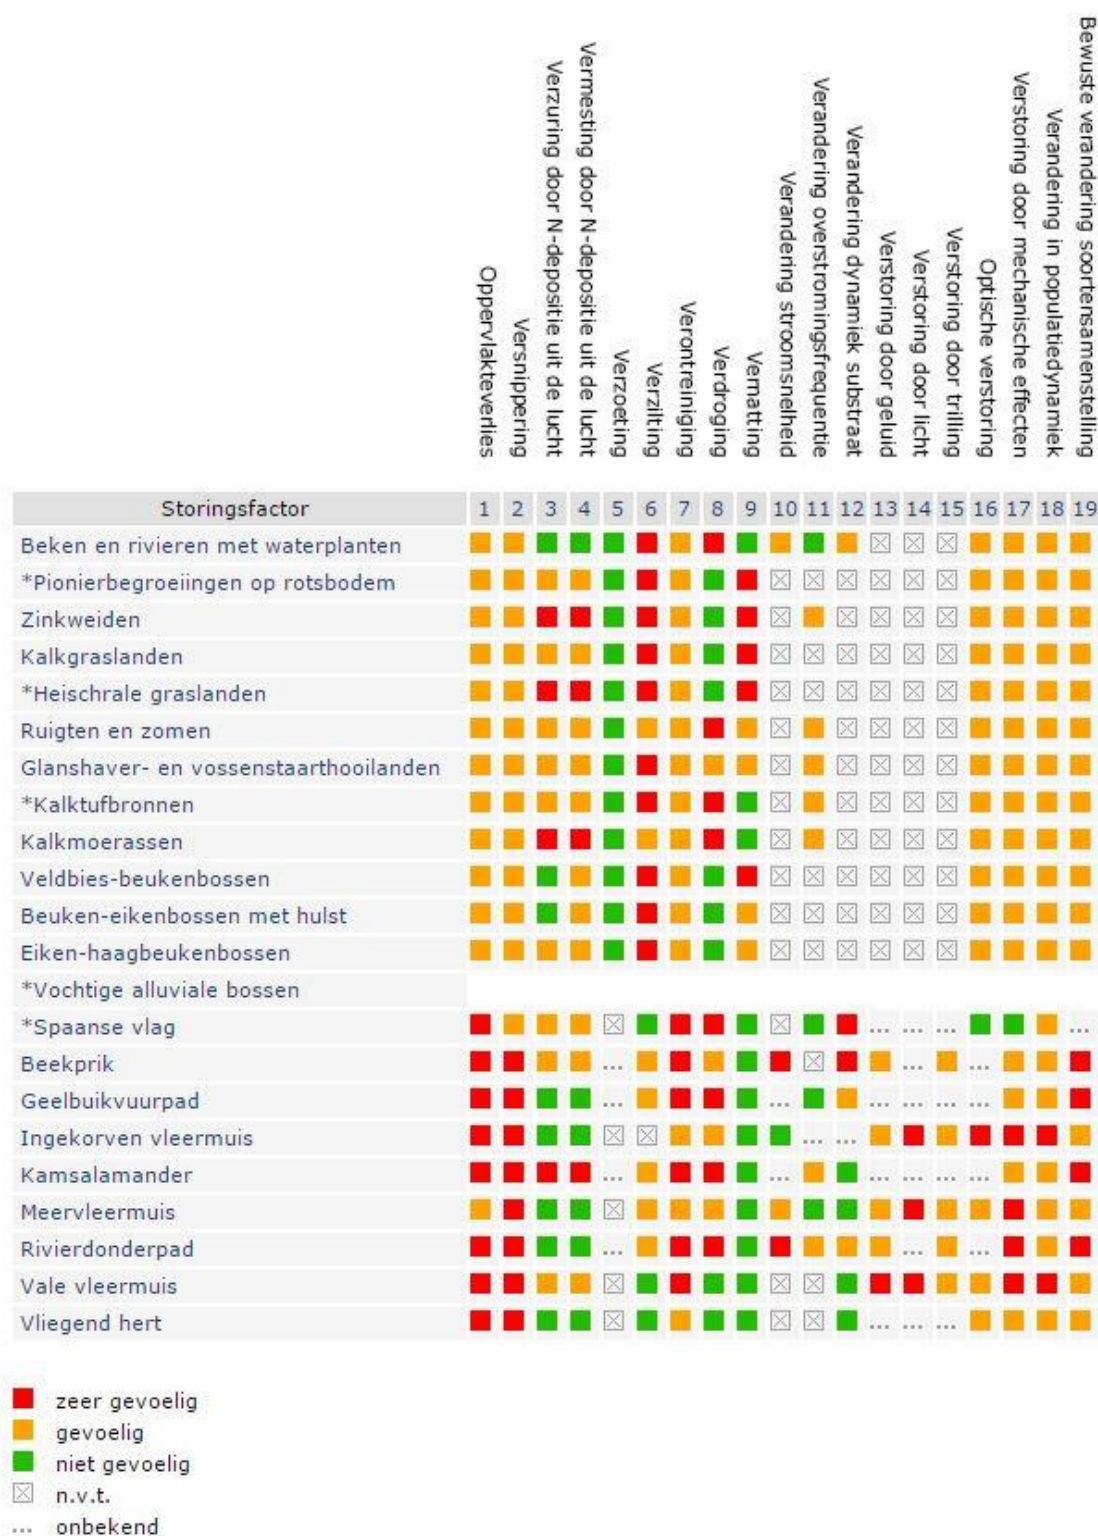 Oppervlakteverlies
Versnippering
Verzuring door N-depositie uit de lucht
Vermesting door N-depositie uit de lucht
Verzoeting
Verzilting
Verontreiniging
Verdroging
Vernatting
Verandering stroomsnelheid
Verandering overstromingsfrequentie
Verandering dynamiek substraat
Verstoring door geluid
Verstoring door licht
Verstoring door trilling
Optische verstoring
Verstoring door mechanische effecten
Verandering in populatiedynamiek
Bewuste verandering soortensamenstelling
Storingsfactor 1 2 3 4 5 6 7 8 9 10 11 12 13 14 15 16 17 18 19
Beken en rivieren met waterplanten
*Pionierbegroeiingen op rotsbodem
Zinkweiden
Kalkgraslanden
*Heischrale graslanden
Ruigten en zomen
Glanshaver- en vossenstaarthooilanden
*Kalktufbronnen
Kalkmoerassen
Veldbies-beukenbossen
Beuken-eikenbossen met hulst
Eiken-haagbeukenbossen
*Vochtige alluviale bossen
*Spaanse vlag ... ... ... ...
Beekprik ... ... ...
Geelbuikvuurpad ... ... ... ... ... ...
Ingekorven vleermuis ... ...
Kamsalamander ... ... ... ... ... ...
Meervleermuis
Rivierdonderpad ... ... ...
Vale vleermuis
Vliegend hert ... ... ...
zeer gevoelig
gevoelig
niet gevoelig
n.v.t.
... onbekend